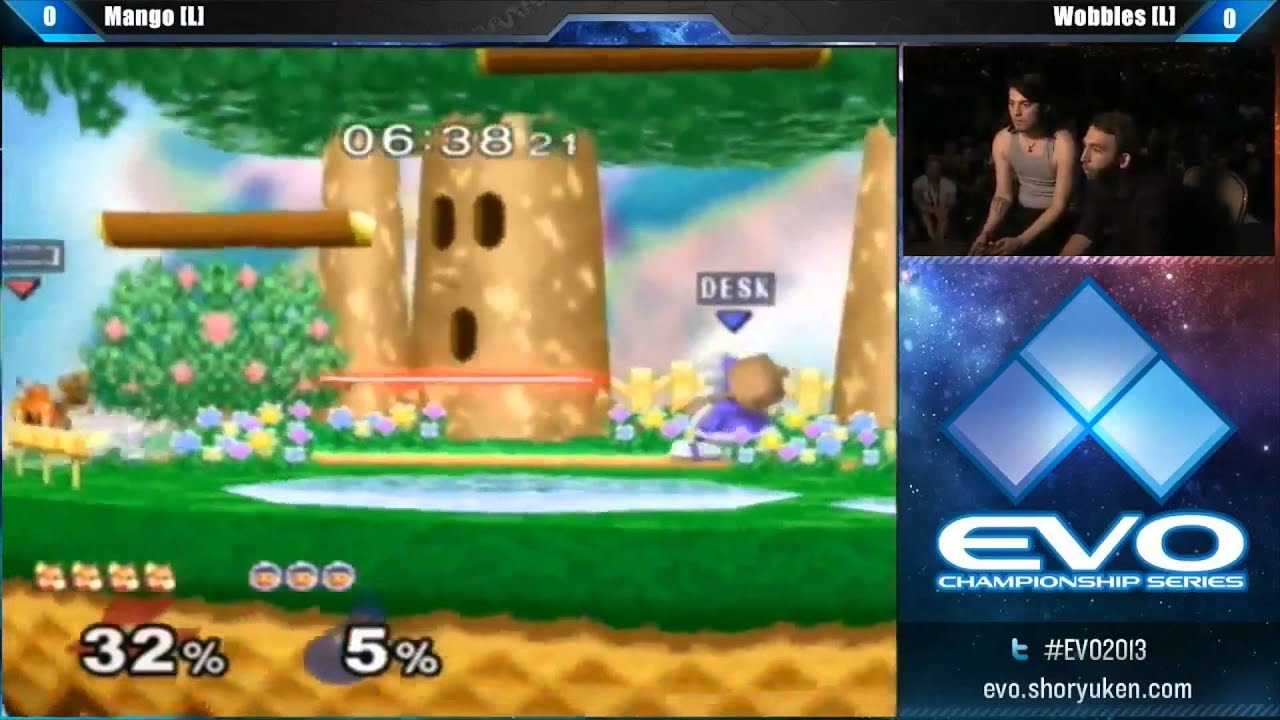 0 Mango [L] Wobbles [L] 0
06:38 21
DESK
32% 5%
EVO
CHAMPIONSHIP SERIES
#EVO2013
evo.shoryuken.com